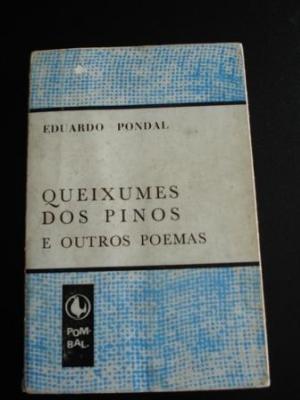 EDUARDO PONDAL
QUEIXUMES
DOS PINOS
E OUTROS POEMAS
POM-
BAL.